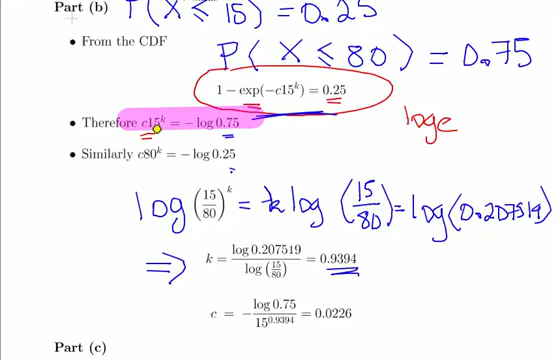 Part (b) P(X ≤ 15) = 0.25
• From the CDF
P( X ≤ 80 ) = 0.75
1 − exp(−c15^k) = 0.25
• Therefore c15^k = − log 0.75
loge
• Similarly c80^k = − log 0.25
log (15/80)^k = k log (15/80) = log(0.207519)
⟹ k = log 0.207519 / log (15/80) = 0.9394
c = − log 0.75 / 15^0.9394 = 0.0226
Part (c)